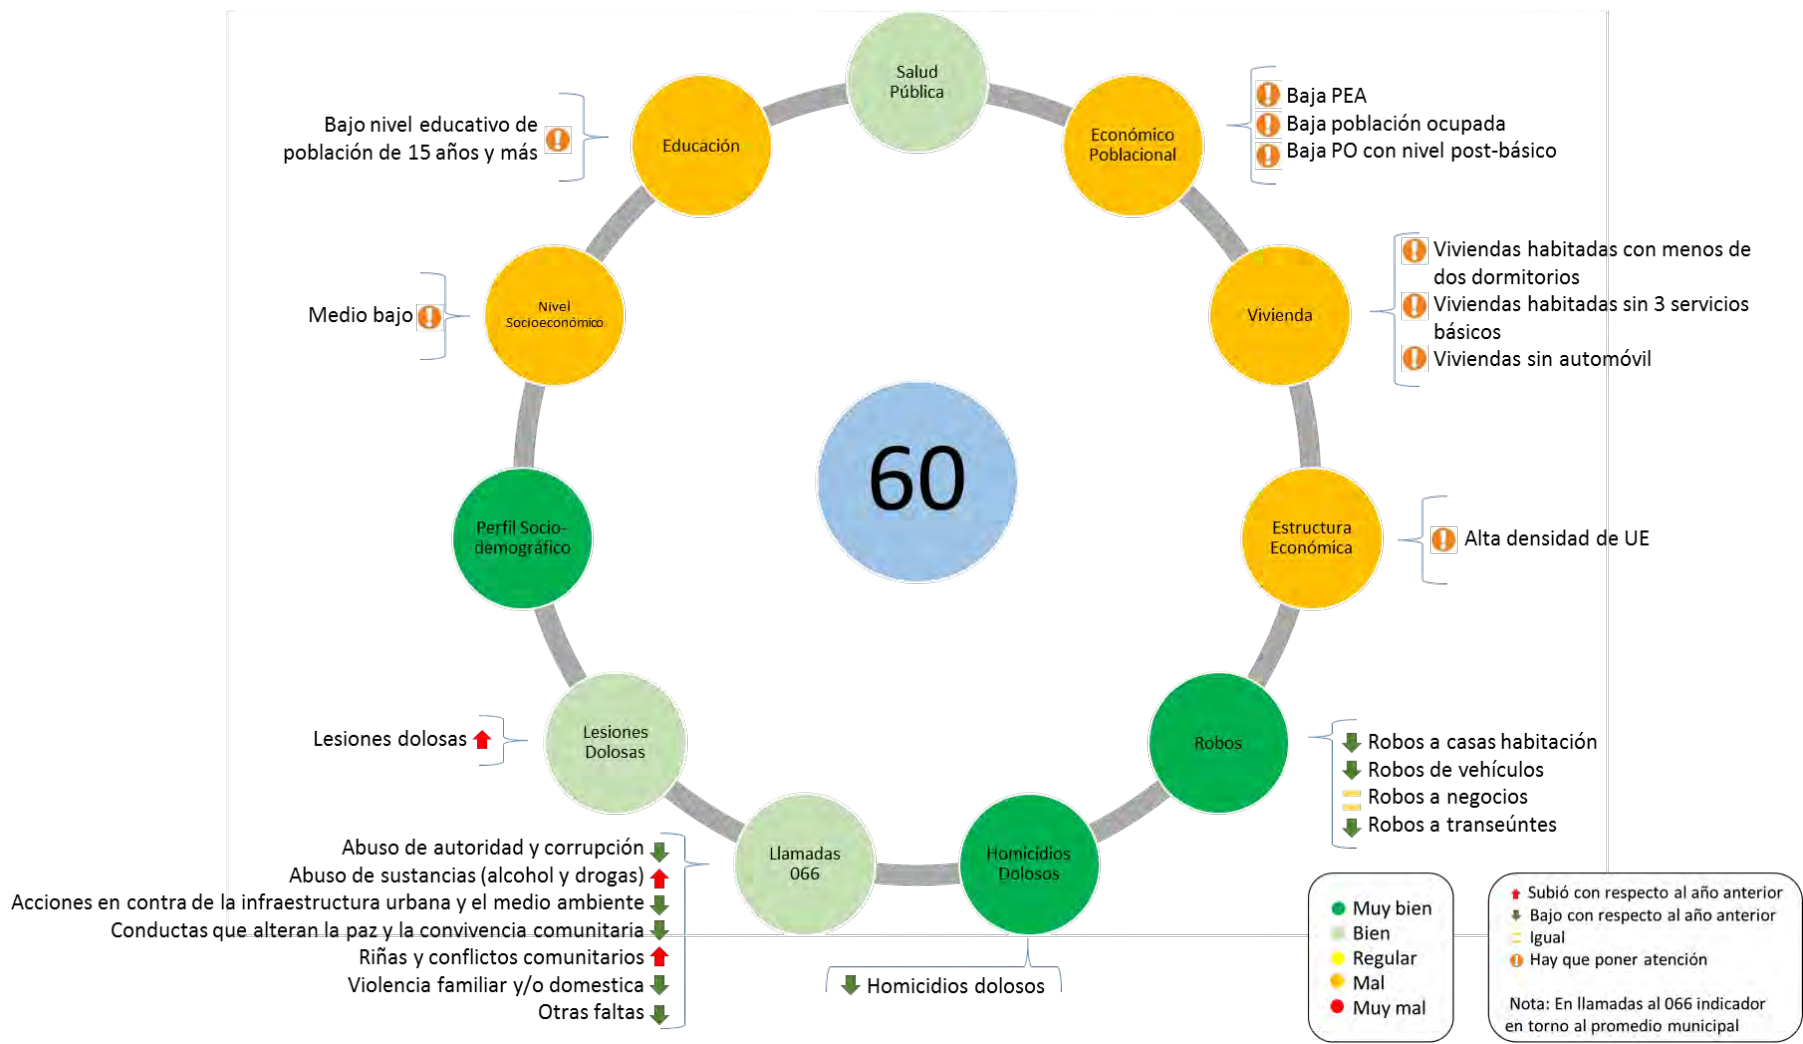 Salud
Pública
Económico
Poblacional
Baja PEA
Baja población ocupada
Baja PO con nivel post-básico
Vivienda
Viviendas habitadas con menos de
dos dormitorios
Viviendas habitadas sin 3 servicios
básicos
Viviendas sin automóvil
Estructura
Económica
Alta densidad de UE
Robos
Robos a casas habitación
Robos de vehículos
Robos a negocios
Robos a transeúntes
Homicidios
Dolosos
Homicidios dolosos
Llamadas
066
Abuso de autoridad y corrupción
Abuso de sustancias (alcohol y drogas)
Acciones en contra de la infraestructura urbana y el medio ambiente
Conductas que alteran la paz y la convivencia comunitaria
Riñas y conflictos comunitarios
Violencia familiar y/o domestica
Otras faltas
Lesiones
Dolosas
Lesiones dolosas
Perfil Socio-
demográfico
Nivel
Socioeconómico
Medio bajo
Educación
Bajo nivel educativo de
población de 15 años y más
60
Muy bien
Bien
Regular
Mal
Muy mal
Subió con respecto al año anterior
Bajo con respecto al año anterior
Igual
Hay que poner atención
Nota: En llamadas al 066 indicador
en torno al promedio municipal